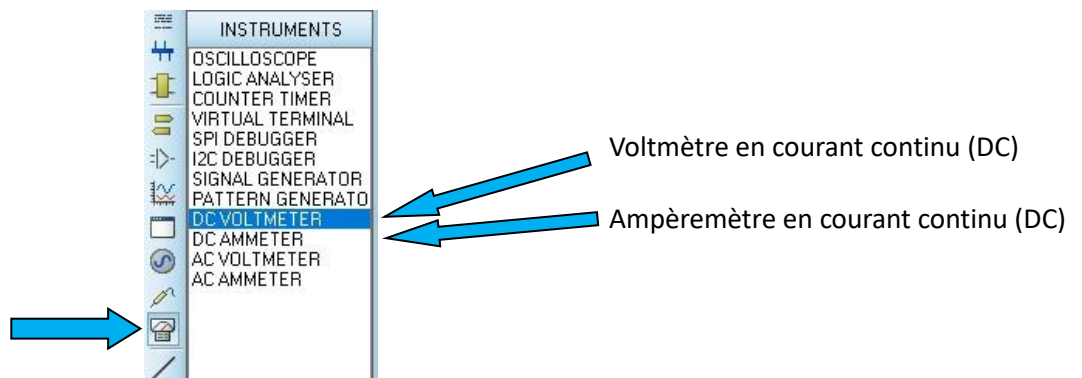 INSTRUMENTS
OSCILLOSCOPE
LOGIC ANALYSER
COUNTER TIMER
VIRTUAL TERMINAL
SPI DEBUGGER
I2C DEBUGGER
SIGNAL GENERATOR
PATTERN GENERATO
DC VOLTMETER
DC AMMETER
AC VOLTMETER
AC AMMETER
Voltmètre en courant continu (DC)
Ampèremètre en courant continu (DC)